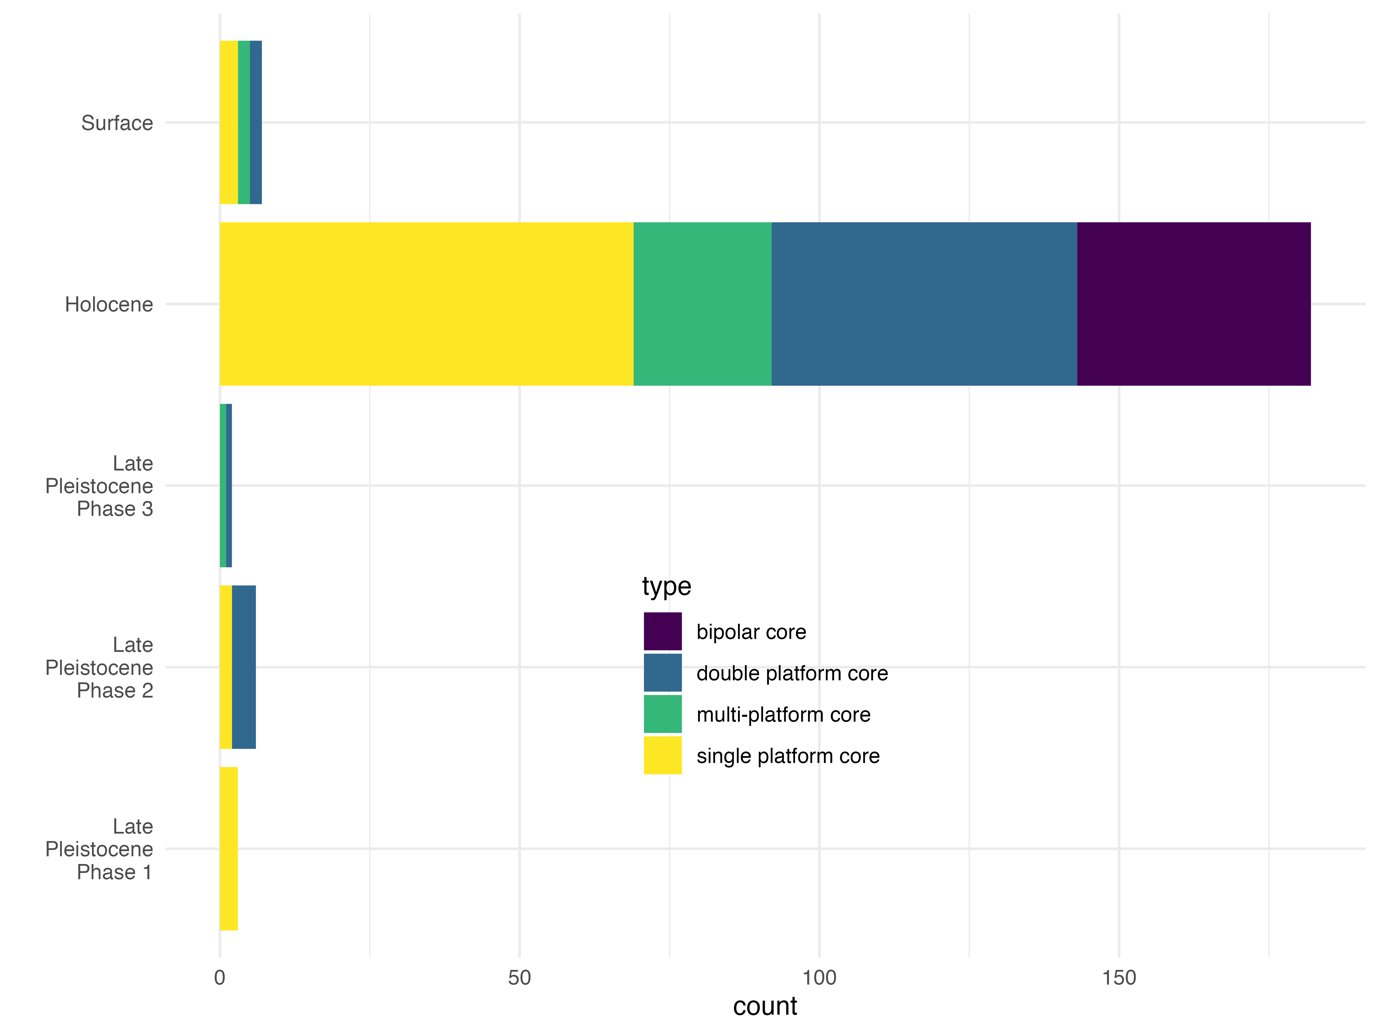 Surface
Holocene
Late
Pleistocene
Phase 3
Late
Pleistocene
Phase 2
Late
Pleistocene
Phase 1
type
bipolar core
double platform core
multi-platform core
single platform core
0 50 100 150
count